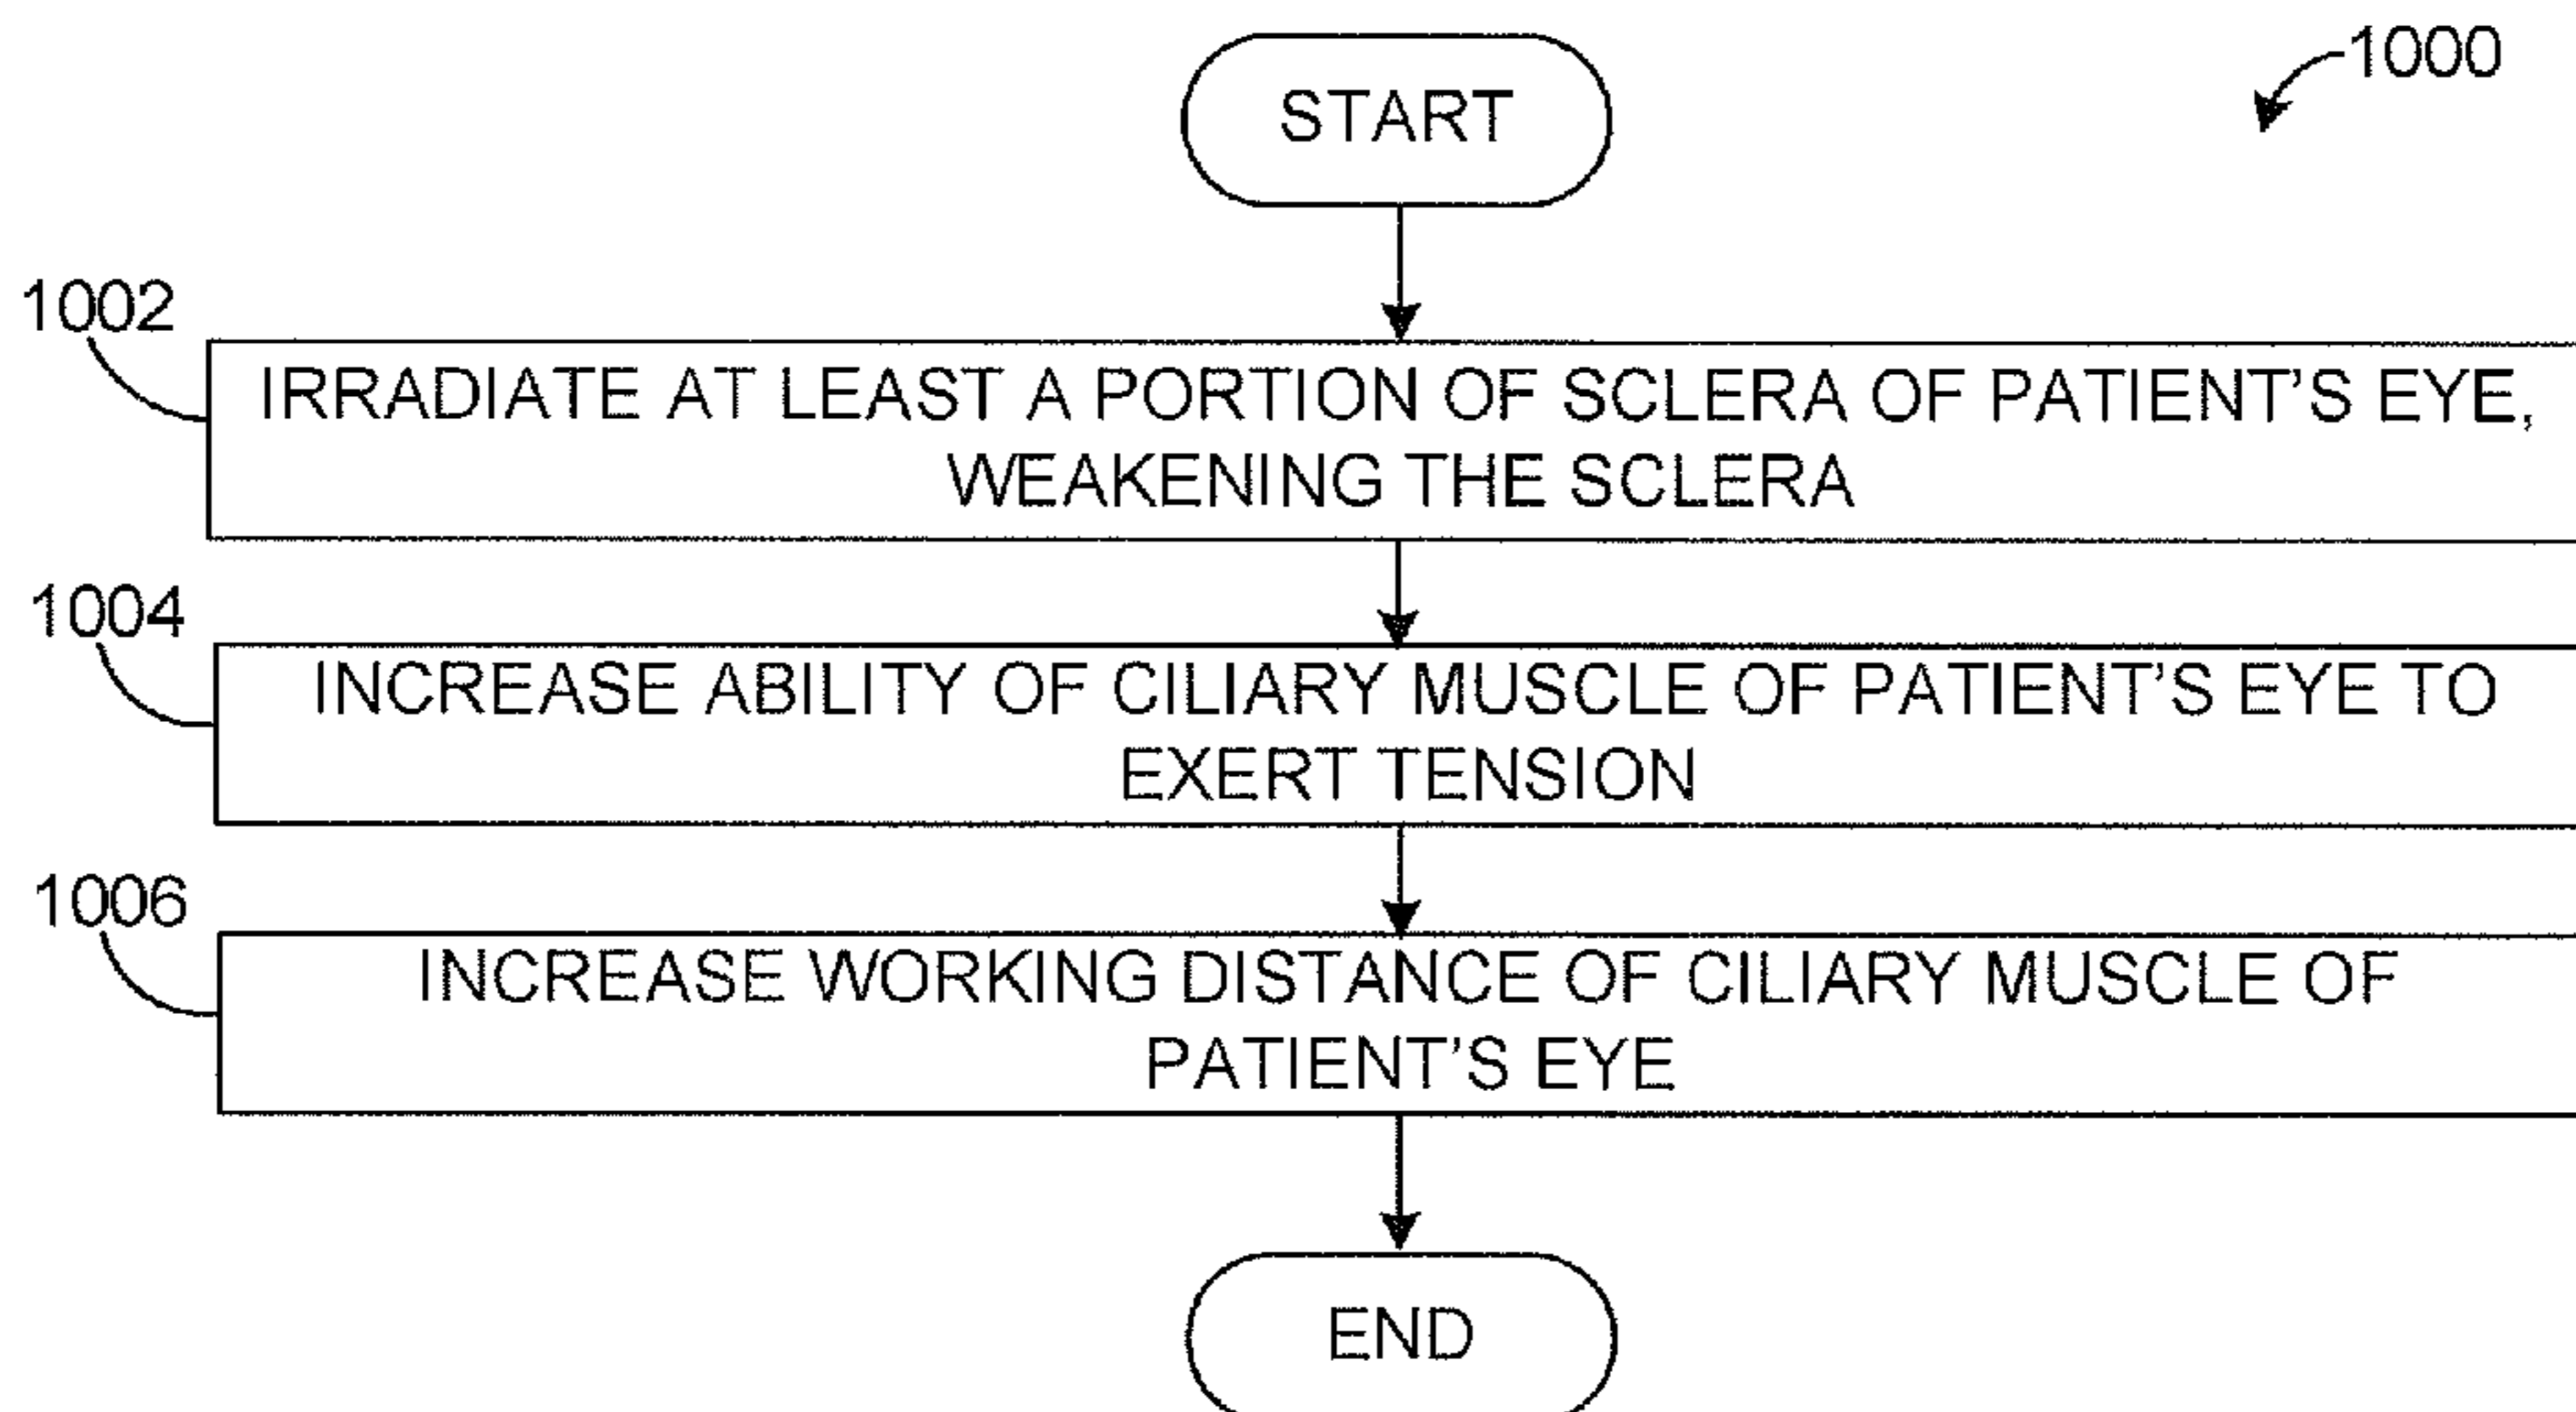 START
1000
1002
IRRADIATE AT LEAST A PORTION OF SCLERA OF PATIENT'S EYE,
WEAKENING THE SCLERA
1004
INCREASE ABILITY OF CILIARY MUSCLE OF PATIENT'S EYE TO
EXERT TENSION
1006
INCREASE WORKING DISTANCE OF CILIARY MUSCLE OF
PATIENT'S EYE
END